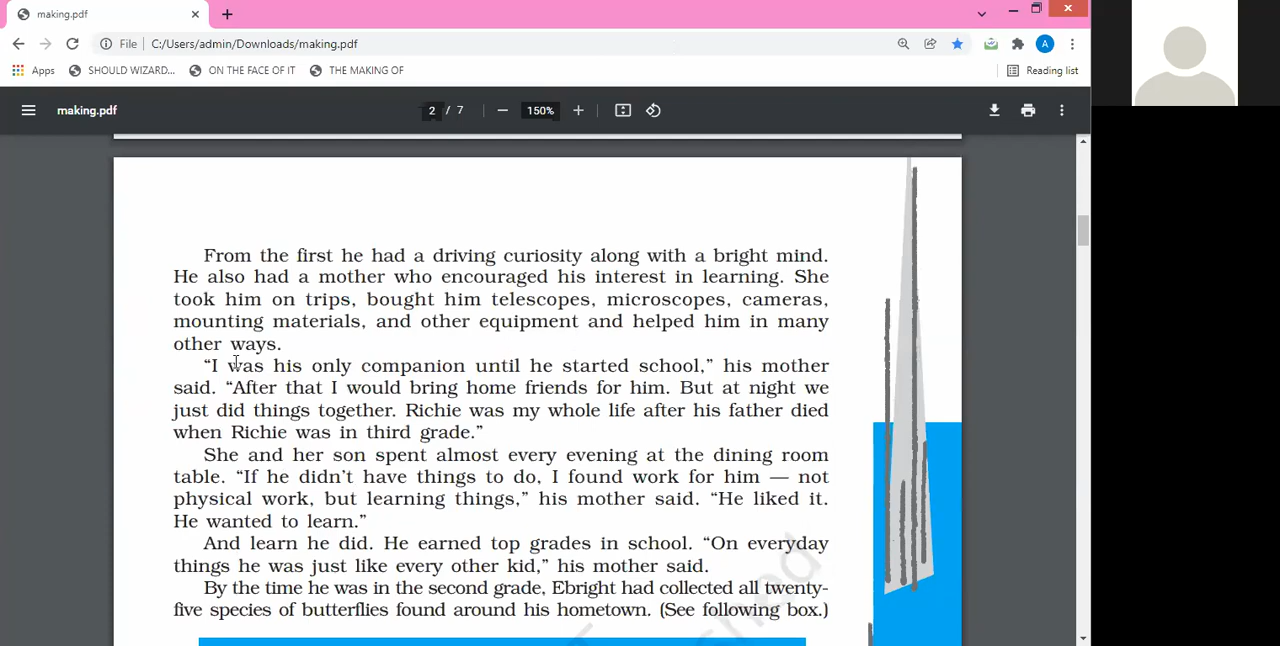 making.pdf
File C:/Users/admin/Downloads/making.pdf A
Apps SHOULD WIZARD... ON THE FACE OF IT THE MAKING OF Reading list
making.pdf 2 / 7 150%
From the first he had a driving curiosity along with a bright mind.
He also had a mother who encouraged his interest in learning. She
took him on trips, bought him telescopes, microscopes, cameras,
mounting materials, and other equipment and helped him in many
other ways.
“I was his only companion until he started school,” his mother
said. “After that I would bring home friends for him. But at night we
just did things together. Richie was my whole life after his father died
when Richie was in third grade.”
She and her son spent almost every evening at the dining room
table. “If he didn’t have things to do, I found work for him — not
physical work, but learning things,” his mother said. “He liked it.
He wanted to learn.”
And learn he did. He earned top grades in school. “On everyday
things he was just like every other kid,” his mother said.
By the time he was in the second grade, Ebright had collected all twenty-
five species of butterflies found around his hometown. (See following box.)